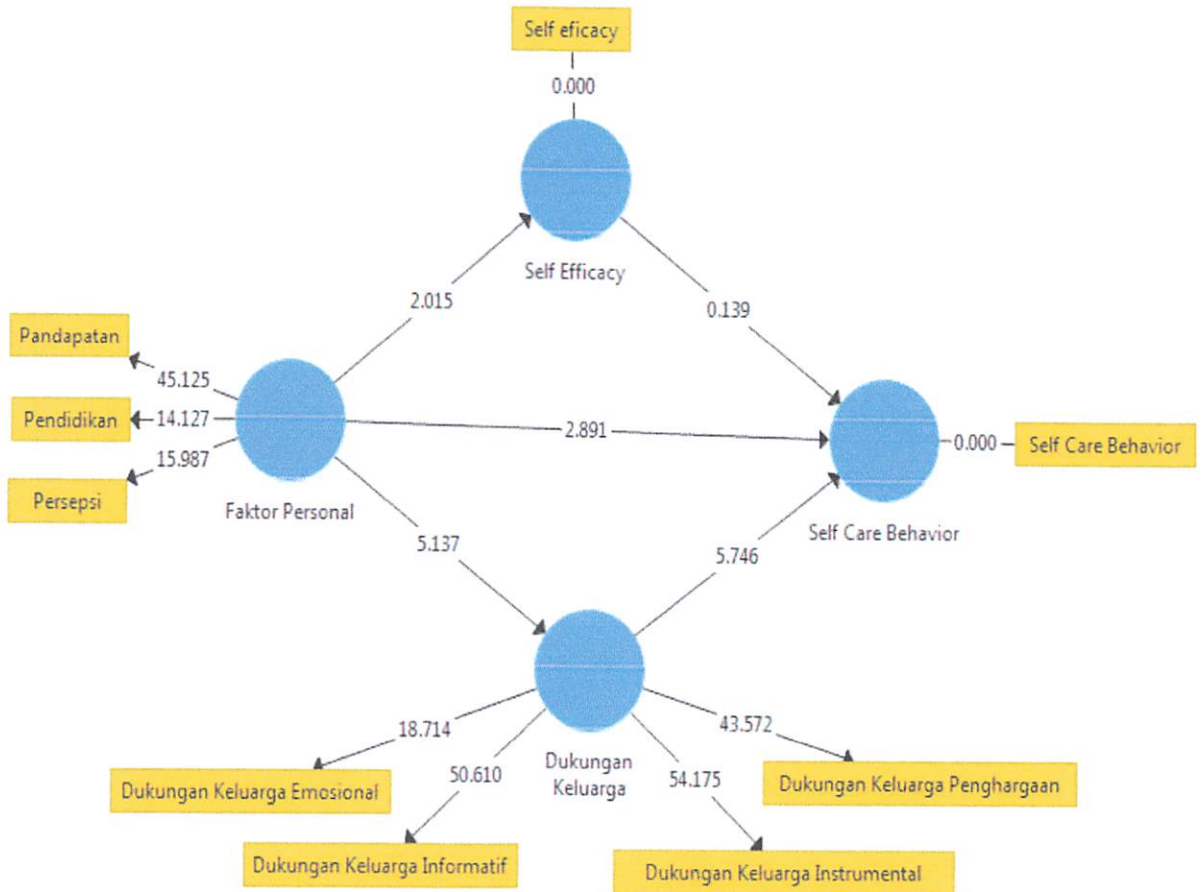 Self eficacy
0.000
Self Efficacy
2.015
0.139
Pandapatan
45.125
Pendidikan
14.127
15.987
Persepsi
Faktor Personal
2.891
0.000
Self Care Behavior
Self Care Behavior
5.137
5.746
18.714
43.572
Dukungan
Keluarga
50.610
54.175
Dukungan Keluarga Emosional
Dukungan Keluarga Penghargaan
Dukungan Keluarga Informatif
Dukungan Keluarga Instrumental